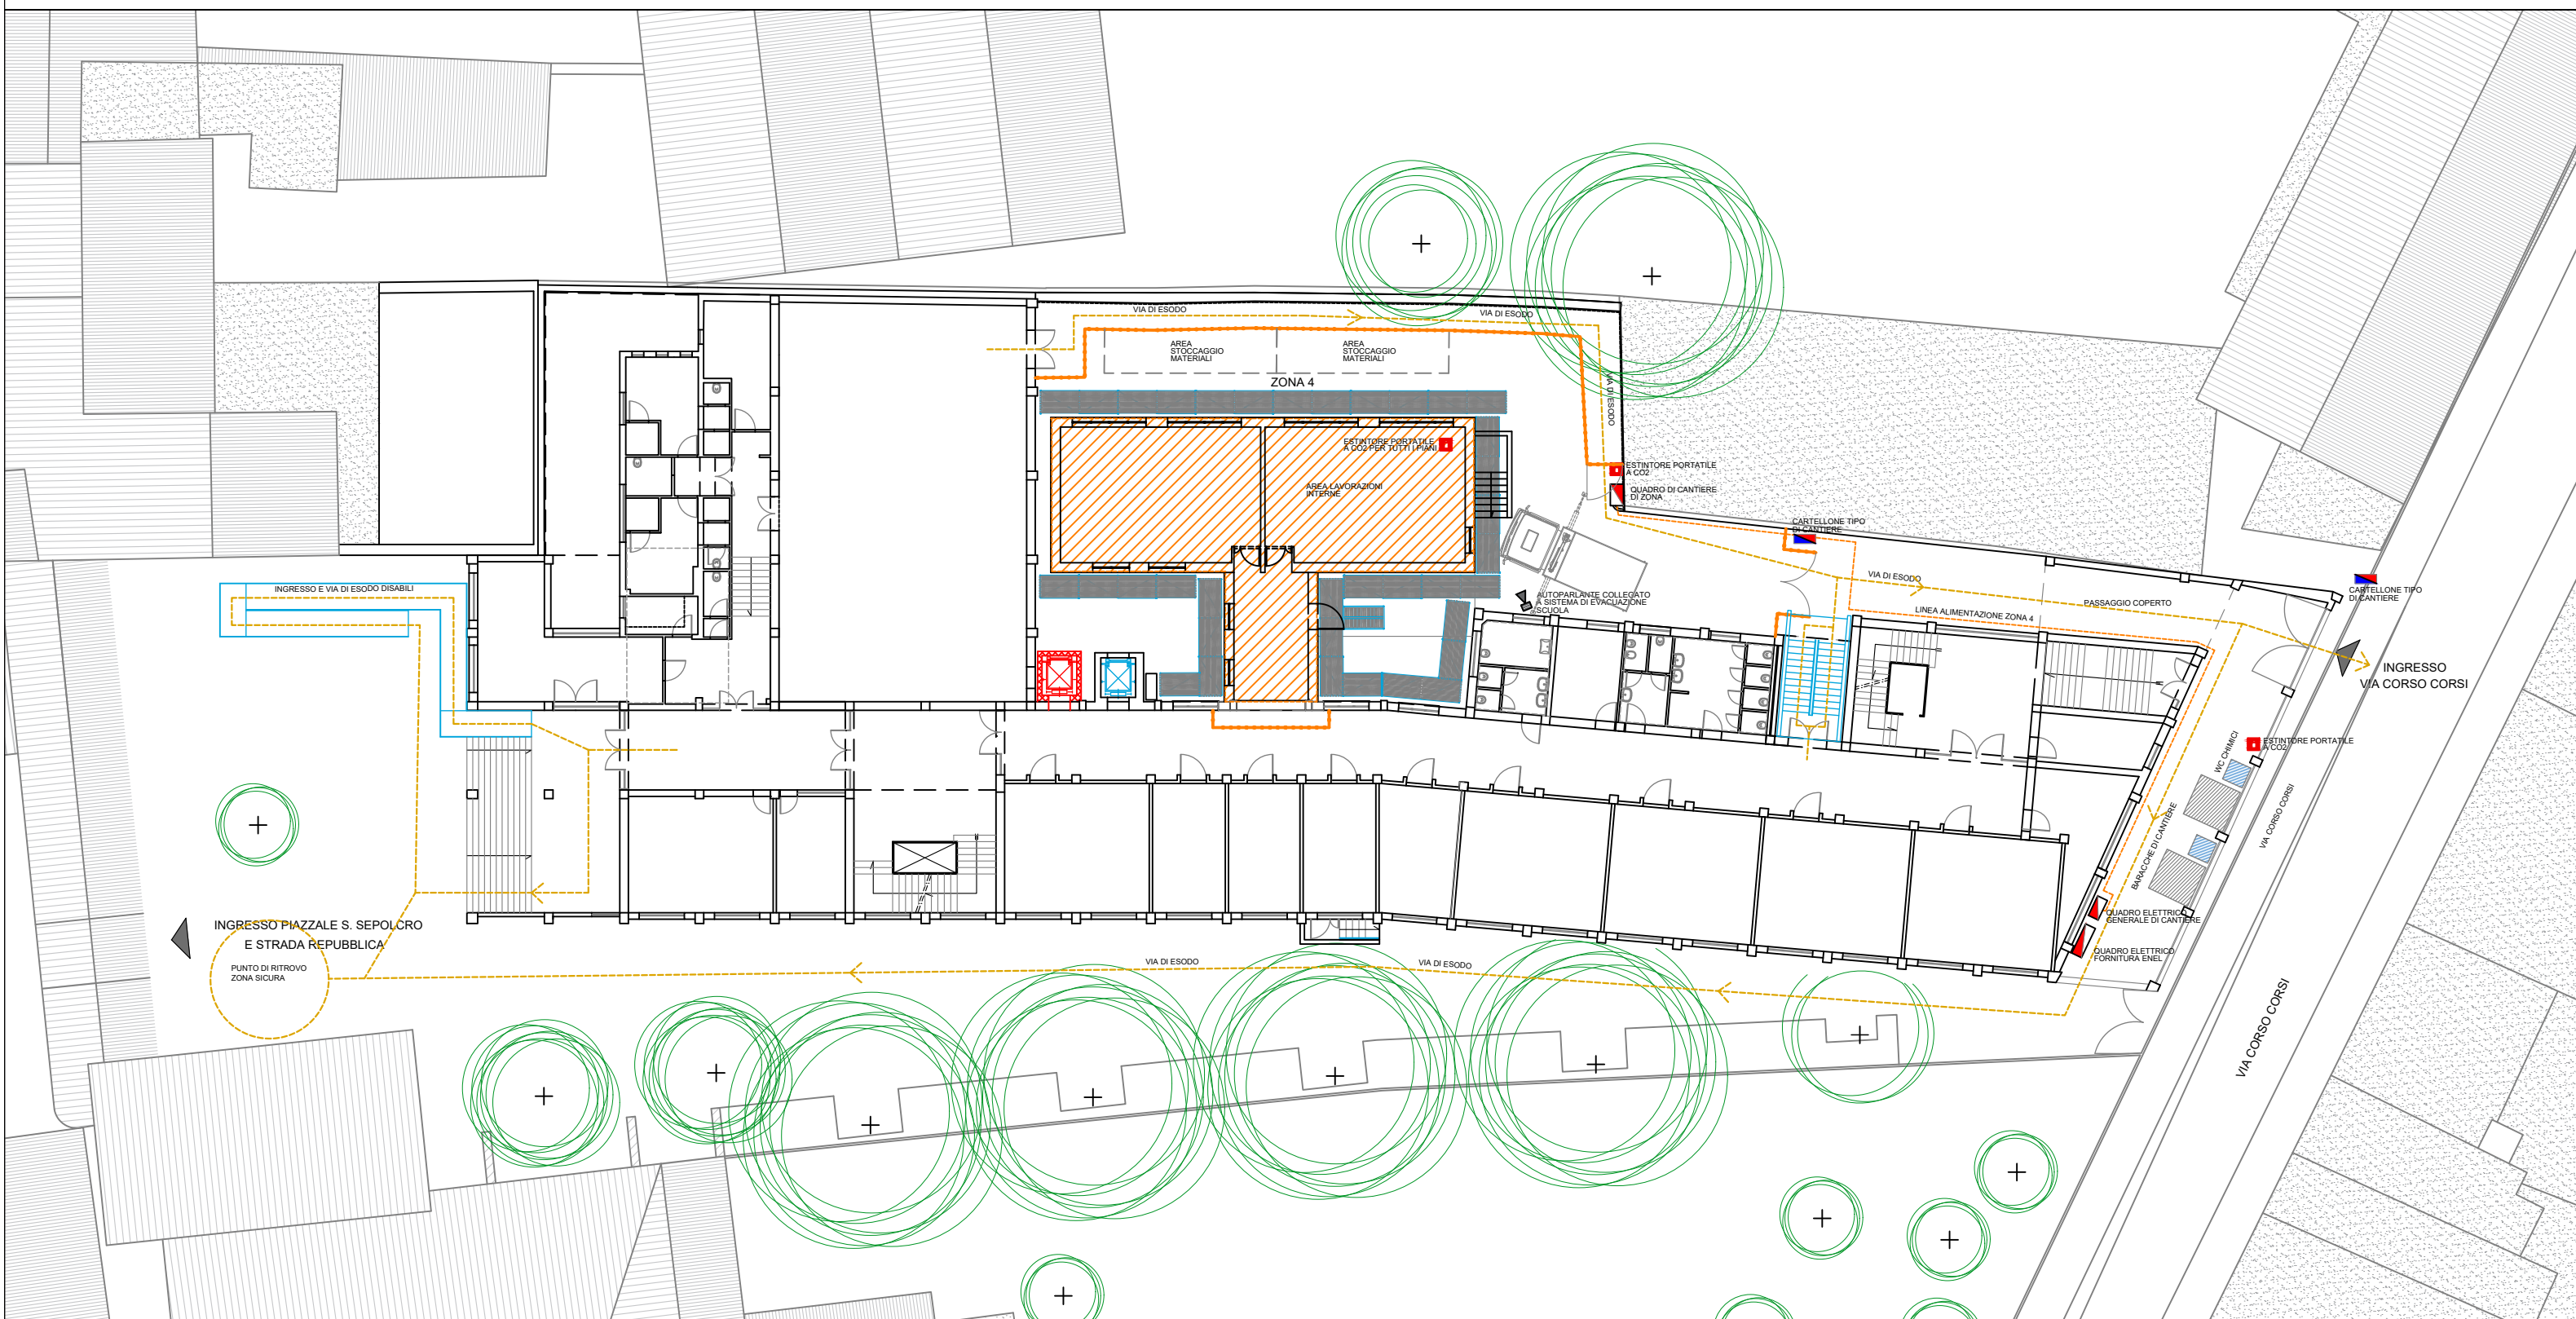 VIA DI ESODO
VIA DI ESODO
AREA
STOCCAGGIO
MATERIALI
AREA
STOCCAGGIO
MATERIALI
ZONA 4
VIA DI ESODO
ESTINTORE PORTATILE
A CO2 PER TUTTI I PIANI
AREA LAVORAZIONI
INTERNE
ESTINTORE PORTATILE
A CO2
QUADRO DI CANTIERE
DI ZONA
CARTELLONE TIPO
DI CANTIERE
VIA DI ESODO
CARTELLONE TIPO
DI CANTIERE
INGRESSO E VIA DI ESODO DISABILI
AUTOPARLANTE COLLEGATO
A SISTEMA DI EVACUAZIONE
SCUOLA
PASSAGGIO COPERTO
LINEA ALIMENTAZIONE ZONA 4
INGRESSO
VIA CORSO CORSI
ESTINTORE PORTATILE
A CO2
WC CHIMICI
BARACCHE DI CANTIERE
VIA CORSO CORSI
INGRESSO PIAZZALE S. SEPOLCRO
E STRADA REPUBBLICA
PUNTO DI RITROVO
ZONA SICURA
QUADRO ELETTRICO
GENERALE DI CANTIERE
QUADRO ELETTRICO
FORNITURA ENEL
VIA DI ESODO
VIA DI ESODO
VIA CORSO CORSI